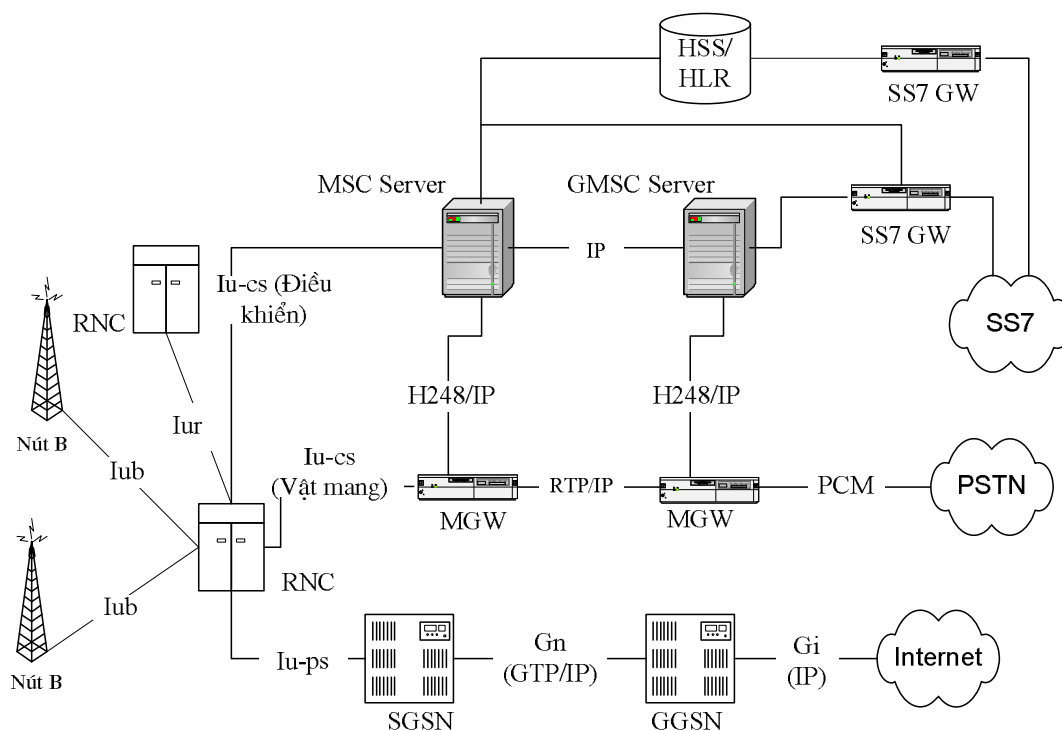 HSS/
HLR
SS7 GW
MSC Server
GMSC Server
SS7 GW
IP
Iu-cs (Điều
khiển)
RNC
SS7
H248/IP
H248/IP
Iur
Nút B
Iub
Iu-cs
(Vật mang)
RTP/IP
PCM
PSTN
MGW
MGW
RNC
Iub
Nút B
Iu-ps
Gn
(GTP/IP)
Gi
(IP)
Internet
SGSN
GGSN